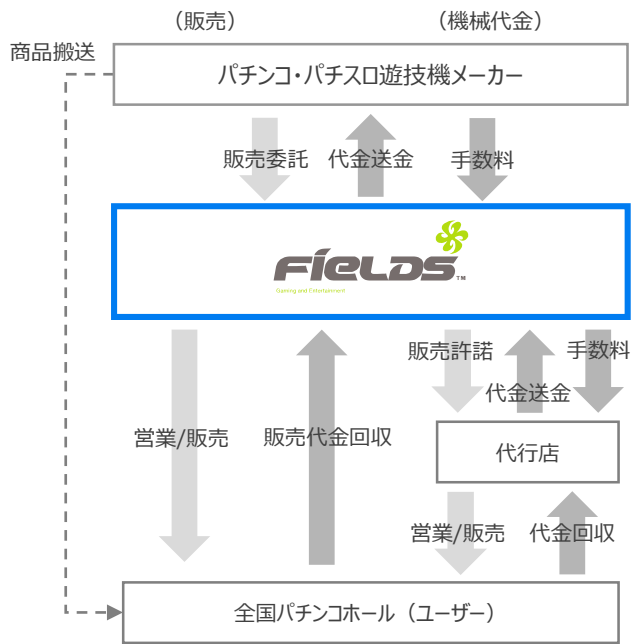 （販売）
（機械代金）
商品搬送
パチンコ・パチスロ遊技機メーカー
販売委託
代金送金
手数料
FIELDS™
Gaming and Entertainment
販売許諾
手数料
代金送金
営業/販売
販売代金回収
代行店
営業/販売
代金回収
全国パチンコホール（ユーザー）